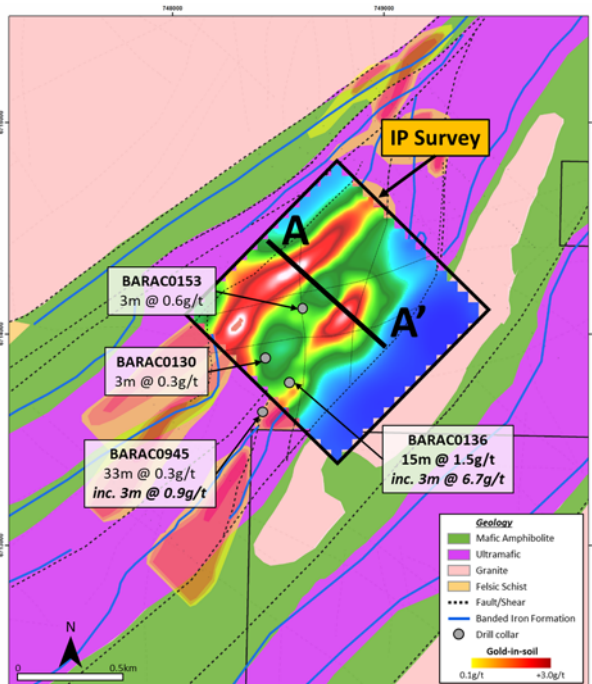 748000
749000
IP Survey
A
A'
BARAC0153
3m @ 0.6g/t
BARAC0130
3m @ 0.3g/t
BARAC0945
33m @ 0.3g/t
inc. 3m @ 0.9g/t
BARAC0136
15m @ 1.5g/t
inc. 3m @ 6.7g/t
Geology
Mafic Amphibolite
Ultramafic
Granite
Felsic Schist
Fault/Shear
Banded Iron Formation
Drill collar
Gold-in-soil
0.1g/t
+3.0g/t
N
0
0.5km